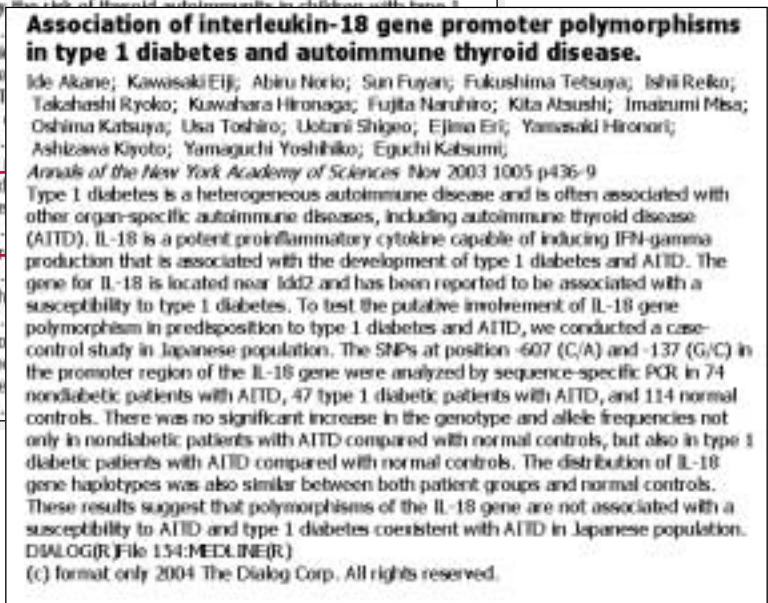 the risk of thyroid autoimmunity in children with type 1
Association of interleukin-18 gene promoter polymorphisms
in type 1 diabetes and autoimmune thyroid disease.
Ide Akane; Kawasaki Eiji; Abiru Norio; Sun Fuyan; Fukushima Tetsuya; Ishii Reiko;
Takahashi Ryoko; Kuwahara Hironaga; Fujita Naruhiro; Kita Atsushi; Imaizumi Misa;
Oshima Katsuya; Usa Toshiro; Uotani Shigeo; Ejima Eri; Yamasaki Hironori;
Ashizawa Kiyoto; Yamaguchi Yoshihiko; Eguchi Katsumi;
Annals of the New York Academy of Sciences Nov 2003 1005 p436-9
Type 1 diabetes is a heterogeneous autoimmune disease and is often associated with
other organ-specific autoimmune diseases, including autoimmune thyroid disease
(AITD). IL-18 is a potent proinflammatory cytokine capable of inducing IFN-gamma
production that is associated with the development of type 1 diabetes and AITD. The
gene for IL-18 is located near Idd2 and has been reported to be associated with a
susceptibility to type 1 diabetes. To test the putative involvement of IL-18 gene
polymorphism in predisposition to type 1 diabetes and AITD, we conducted a case-
control study in Japanese population. The SNPs at position -607 (C/A) and -137 (G/C) in
the promoter region of the IL-18 gene were analyzed by sequence-specific PCR in 74
nondiabetic patients with AITD, 47 type 1 diabetic patients with AITD, and 114 normal
controls. There was no significant increase in the genotype and allele frequencies not
only in nondiabetic patients with AITD compared with normal controls, but also in type 1
diabetic patients with AITD compared with normal controls. The distribution of IL-18
gene haplotypes was also similar between both patient groups and normal controls.
These results suggest that polymorphisms of the IL-18 gene are not associated with a
susceptibility to AITD and type 1 diabetes coexistent with AITD in Japanese population.
DIALOG(R)File 154:MEDLINE(R)
(c) format only 2004 The Dialog Corp. All rights reserved.